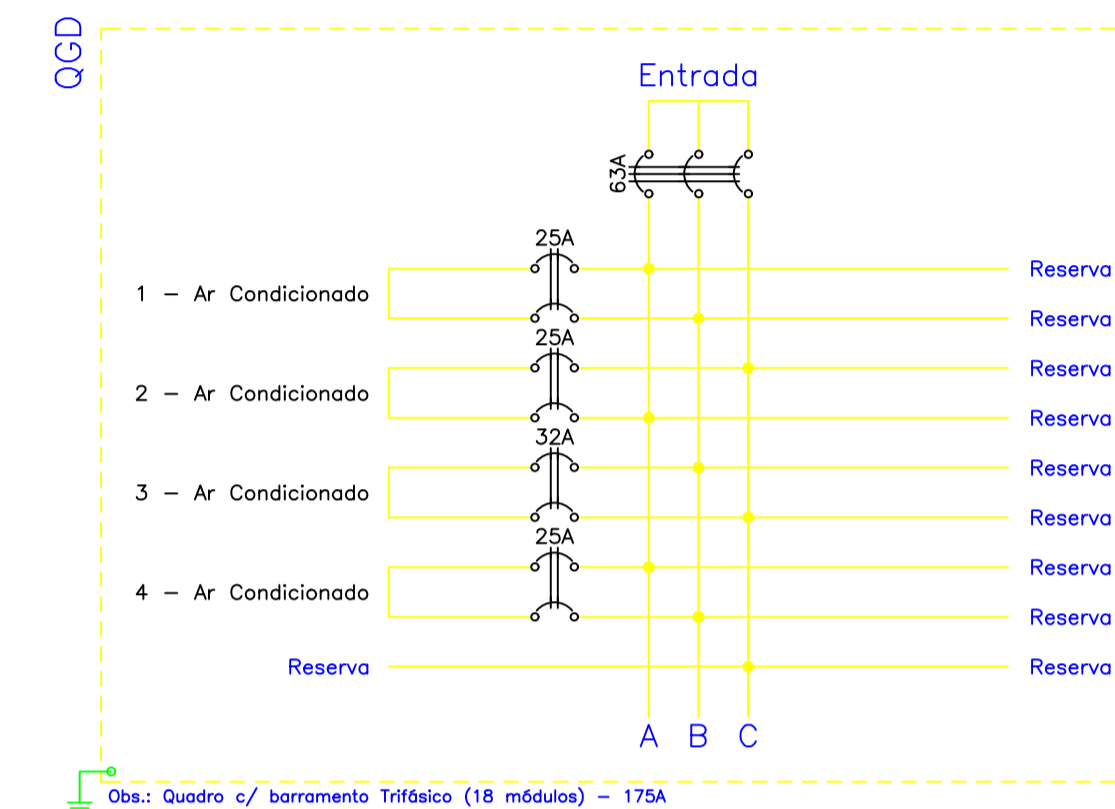 QGD
Entrada
63A
25A
1 - Ar Condicionado
Reserva
Reserva
25A
2 - Ar Condicionado
Reserva
Reserva
32A
3 - Ar Condicionado
Reserva
Reserva
25A
4 - Ar Condicionado
Reserva
Reserva
Reserva
Reserva
A B C
Obs.: Quadro c/ barramento Trifásico (18 módulos) - 175A